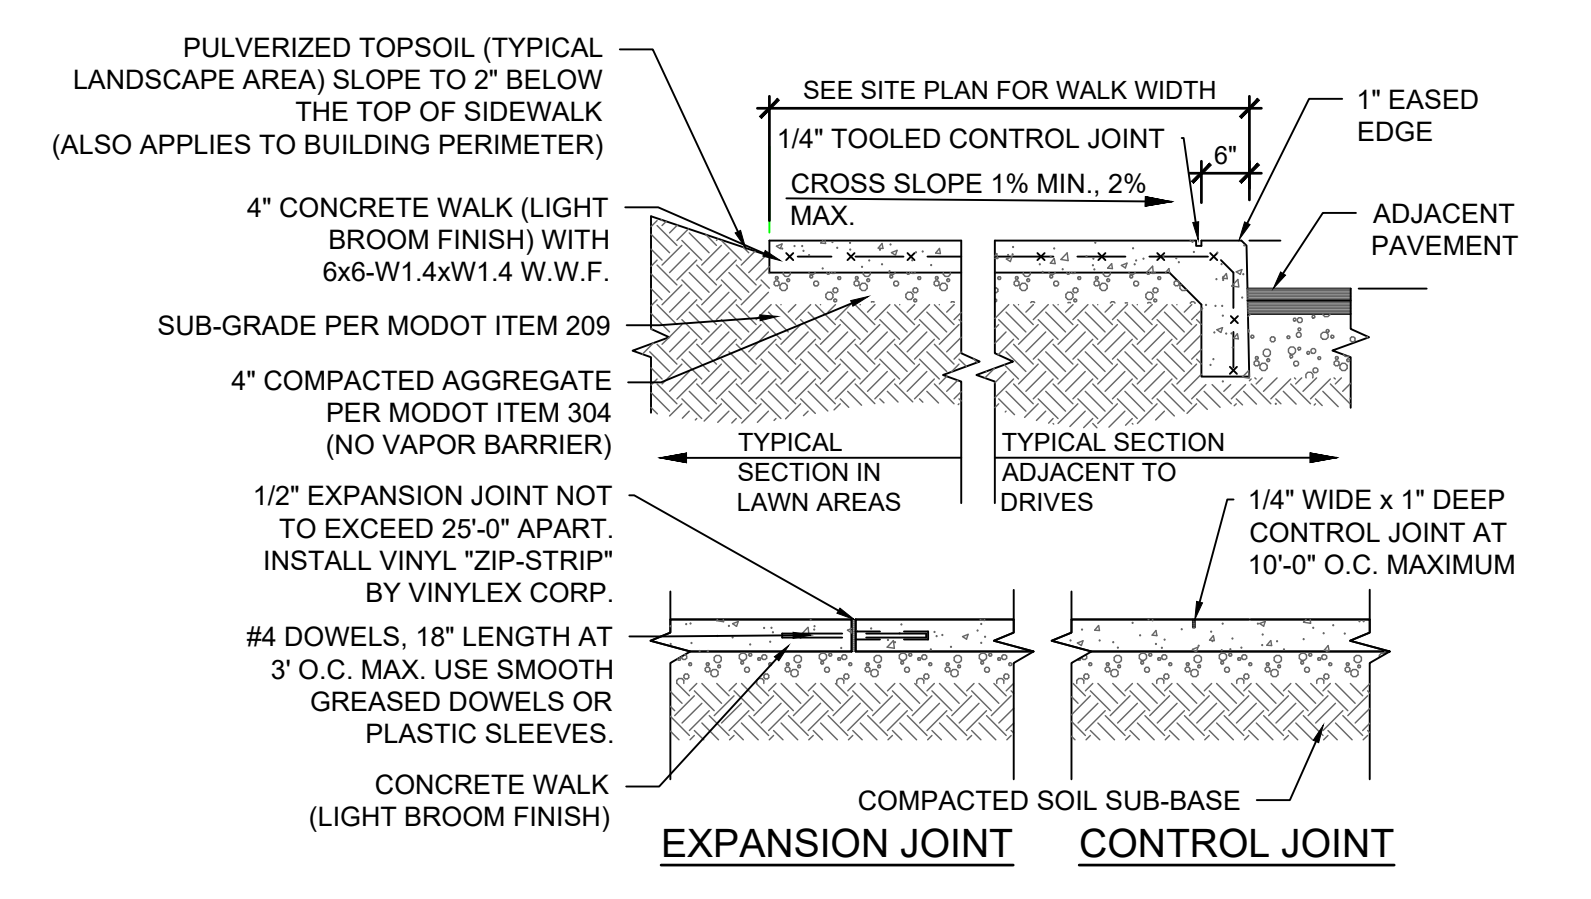 PULVERIZED TOPSOIL (TYPICAL
LANDSCAPE AREA) SLOPE TO 2" BELOW
THE TOP OF SIDEWALK
(ALSO APPLIES TO BUILDING PERIMETER)
4" CONCRETE WALK (LIGHT
BROOM FINISH) WITH
6x6-W1.4xW1.4 W.W.F.
SUB-GRADE PER MODOT ITEM 209
4" COMPACTED AGGREGATE
PER MODOT ITEM 304
(NO VAPOR BARRIER)
SEE SITE PLAN FOR WALK WIDTH
1/4" TOOLED CONTROL JOINT
6"
CROSS SLOPE 1% MIN., 2%
MAX.
1" EASED
EDGE
ADJACENT
PAVEMENT
TYPICAL
SECTION IN
LAWN AREAS
TYPICAL SECTION
ADJACENT TO
DRIVES
1/2" EXPANSION JOINT NOT
TO EXCEED 25'-0" APART.
INSTALL VINYL "ZIP-STRIP"
BY VINYLEX CORP.
#4 DOWELS, 18" LENGTH AT
3' O.C. MAX. USE SMOOTH
GREASED DOWELS OR
PLASTIC SLEEVES.
CONCRETE WALK
(LIGHT BROOM FINISH)
1/4" WIDE x 1" DEEP
CONTROL JOINT AT
10'-0" O.C. MAXIMUM
COMPACTED SOIL SUB-BASE
EXPANSION JOINT
CONTROL JOINT